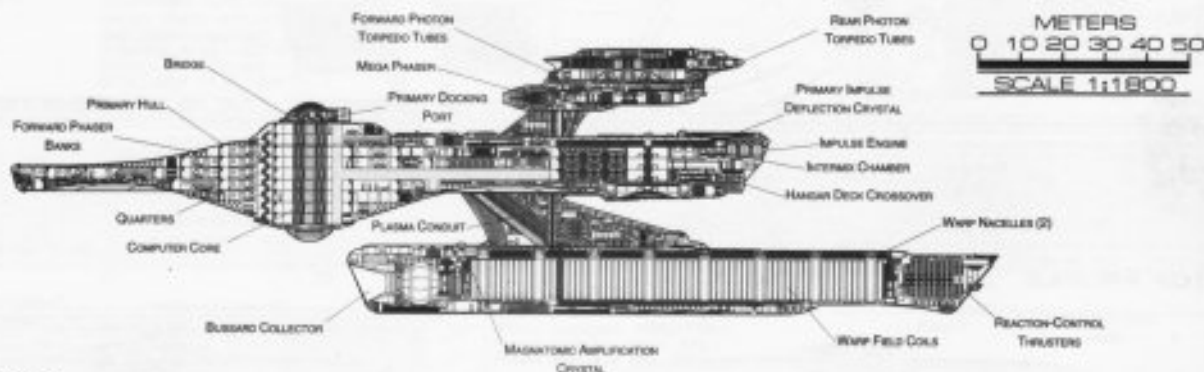 FORWARD PHOTON
TORPEDO TUBES
REAR PHOTON
TORPEDO TUBES
METERS
0 10 20 30 40 50
SCALE 1:1800
BRIDGE
MEGA PHASER
PRIMARY HULL
PRIMARY DOCKING
PORT
PRIMARY IMPULSE
DEFLECTION CRYSTAL
FORWARD PHASER
BANKS
IMPULSE ENGINE
INTERMIX CHAMBER
HANGAR DECK CROSSOVER
QUARTERS
COMPUTER CORE
PLASMA CONDUIT
WARP NACELLES (2)
BUSSARD COLLECTOR
MAGNATOMIC AMPLIFICATION
CRYSTAL
WARP FIELD COILS
REACTION-CONTROL
THRUSTERS